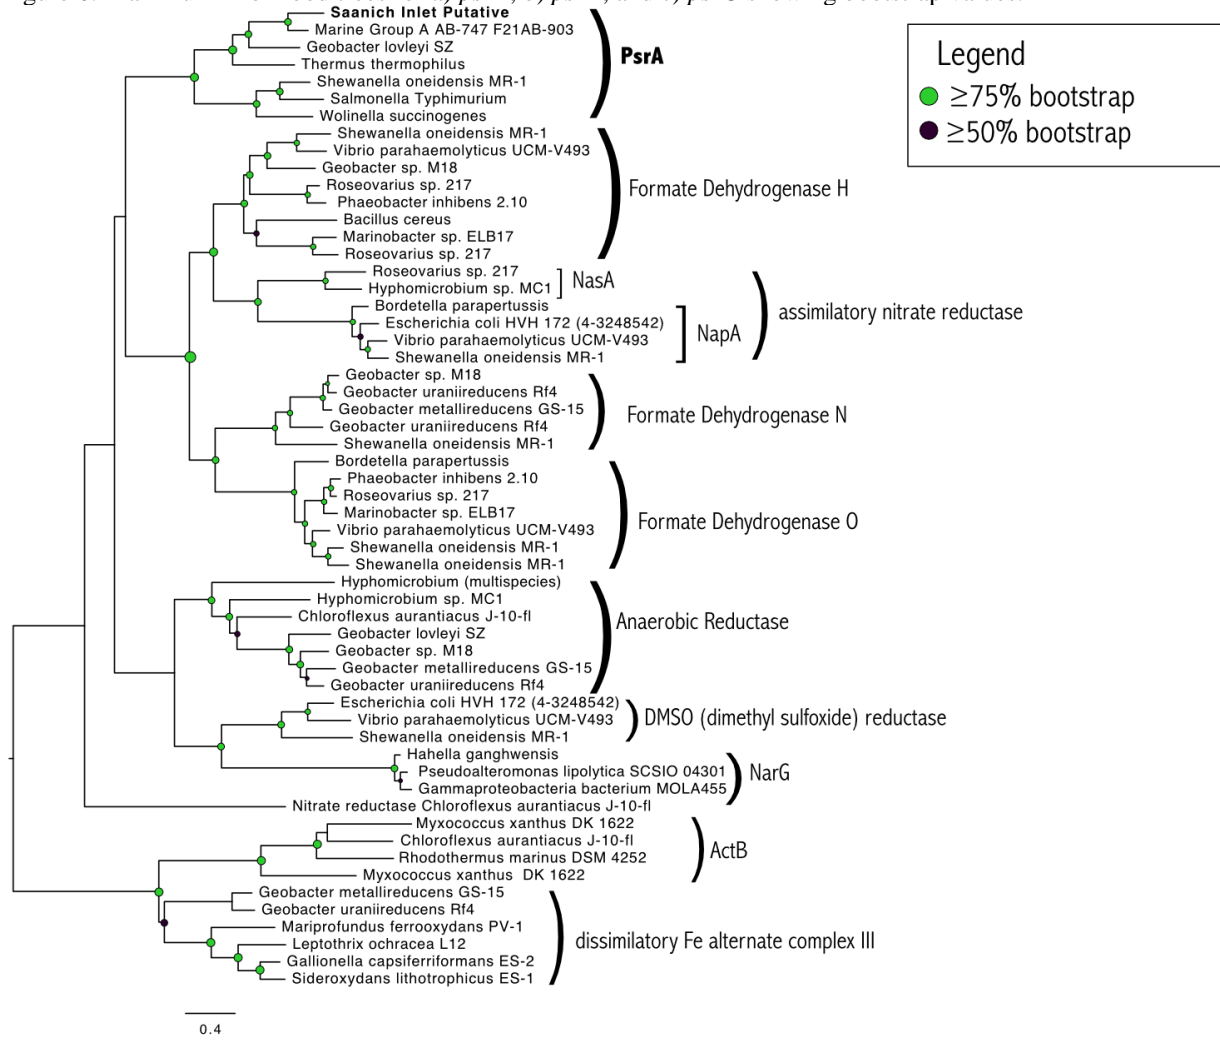 Saanich Inlet Putative
Marine Group A AB-747 F21AB-903
Geobacter lovleyi SZ
Thermus thermophilus
Shewanella oneidensis MR-1
Salmonella Typhimurium
Wolinella succinogenes
PsrA
Shewanella oneidensis MR-1
Vibrio parahaemolyticus UCM-V493
Geobacter sp. M18
Roseovarius sp. 217
Phaeobacter inhibens 2.10
Bacillus cereus
Marinobacter sp. ELB17
Roseovarius sp. 217
Formate Dehydrogenase H
Roseovarius sp. 217
Hyphomicrobium sp. MC1
NasA
Bordetella parapertussis
Escherichia coli HVH 172 (4-3248542)
Vibrio parahaemolyticus UCM-V493
Shewanella oneidensis MR-1
NapA
assimilatory nitrate reductase
Geobacter sp. M18
Geobacter uraniireducens Rf4
Geobacter metallireducens GS-15
Geobacter uraniireducens Rf4
Shewanella oneidensis MR-1
Formate Dehydrogenase N
Bordetella parapertussis
Phaeobacter inhibens 2.10
Roseovarius sp. 217
Marinobacter sp. ELB17
Vibrio parahaemolyticus UCM-V493
Shewanella oneidensis MR-1
Shewanella oneidensis MR-1
Formate Dehydrogenase O
Hyphomicrobium (multispecies)
Hyphomicrobium sp. MC1
Chloroflexus aurantiacus J-10-fl
Geobacter lovleyi SZ
Geobacter sp. M18
Geobacter metallireducens GS-15
Geobacter uraniireducens Rf4
Anaerobic Reductase
Escherichia coli HVH 172 (4-3248542)
Vibrio parahaemolyticus UCM-V493
Shewanella oneidensis MR-1
DMSO (dimethyl sulfoxide) reductase
Hahella ganghwensis
Pseudoalteromonas lipolytica SCSIO 04301
Gammaproteobacteria bacterium MOLA455
NarG
Nitrate reductase Chloroflexus aurantiacus J-10-fl
Myxococcus xanthus DK 1622
Chloroflexus aurantiacus J-10-fl
Rhodothermus marinus DSM 4252
Myxococcus xanthus DK 1622
ActB
Geobacter metallireducens GS-15
Geobacter uraniireducens Rf4
Mariprofundus ferrooxydans PV-1
Leptothrix ochracea L12
Gallionella capsiferriformans ES-2
Sideroxydans lithotrophicus ES-1
dissimilatory Fe alternate complex III
0.4
Legend
≥75% bootstrap
≥50% bootstrap